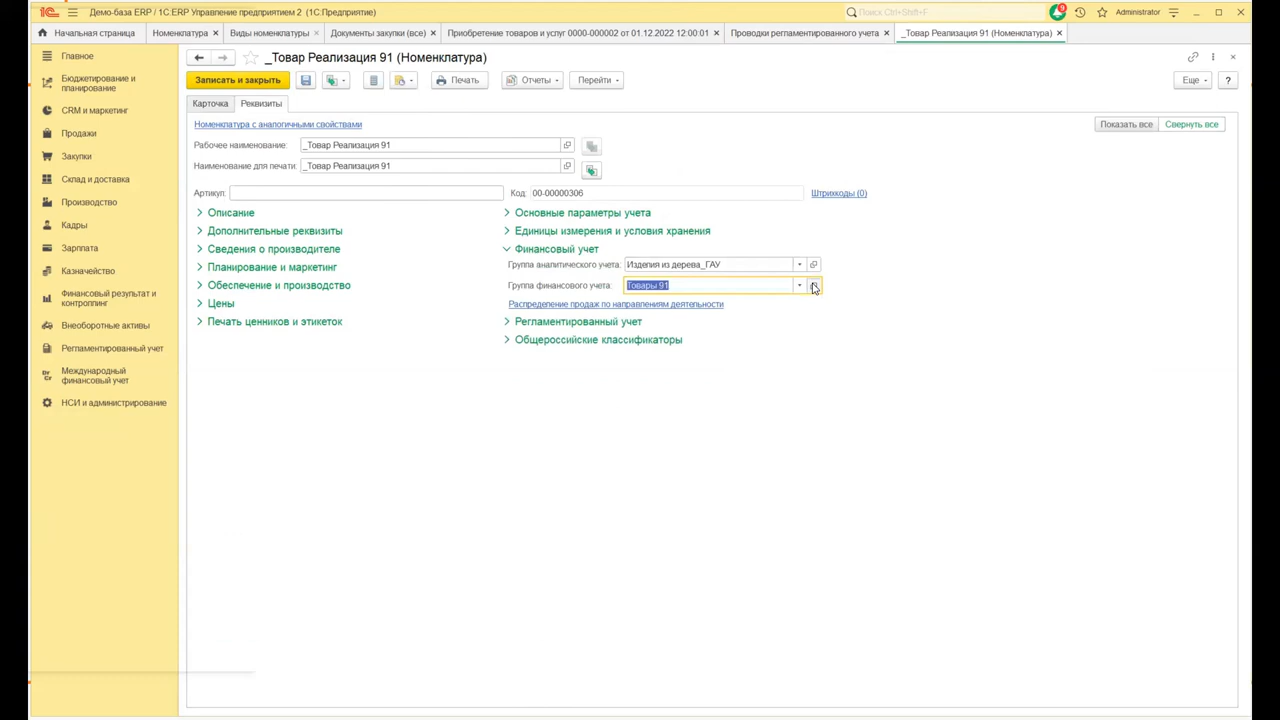 Демо-база ERP / 1С:ERP Управление предприятием 2 (1С:Предприятие)
Поиск Ctrl+Shift+F
Administrator
Начальная страница
Номенклатура
Виды номенклатуры
Документы закупки (все)
Приобретение товаров и услуг 0000-000002 от 01.12.2022 12:00:01
Проводки регламентированного учета
_Товар Реализация 91 (Номенклатура)
Главное
Бюджетирование и
планирование
CRM и маркетинг
Продажи
Закупки
Склад и доставка
Производство
Кадры
Зарплата
Казначейство
Финансовый результат и
контроллинг
Внеоборотные активы
Регламентированный учет
Международный
финансовый учет
НСИ и администрирование
_Товар Реализация 91 (Номенклатура)
Записать и закрыть
Печать
Отчеты
Перейти
Еще
?
Карточка
Реквизиты
Номенклатура с аналогичными свойствами
Показать все
Свернуть все
Рабочее наименование: _Товар Реализация 91
Наименование для печати: _Товар Реализация 91
Артикул:
Код: 00-00000306
Штрихкоды (0)
Описание
Дополнительные реквизиты
Сведения о производителе
Планирование и маркетинг
Обеспечение и производство
Цены
Печать ценников и этикеток
Основные параметры учета
Единицы измерения и условия хранения
Финансовый учет
Группа аналитического учета: Изделия из дерева_ГАУ
Группа финансового учета: Товары 91
Распределение продаж по направлениям деятельности
Регламентированный учет
Общероссийские классификаторы